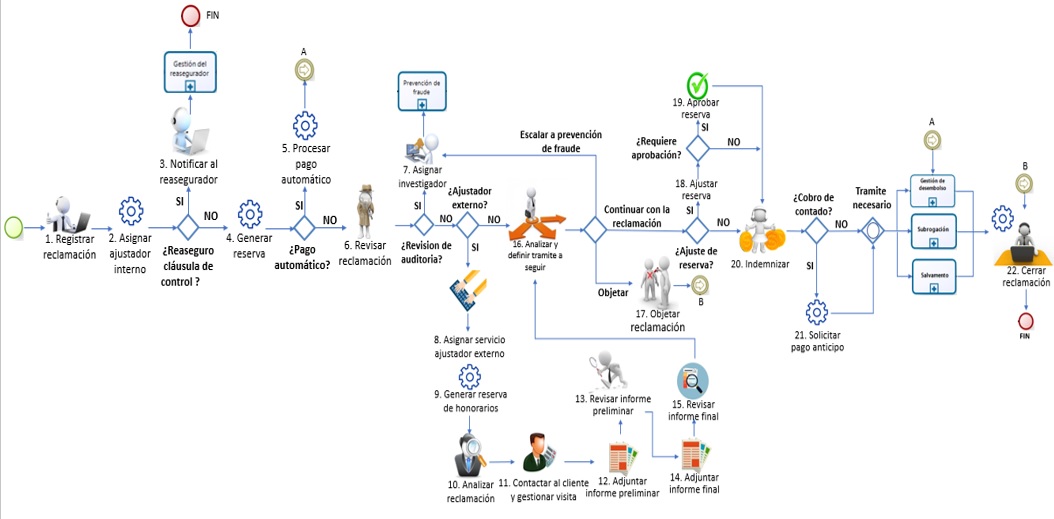 FIN
Gestión del
reasegurador
3. Notificar al
reasegurador
SI
NO
1. Registrar
reclamación
2. Asignar
ajustador
interno
¿Reaseguro
cláusula de
control ?
4. Generar
reserva
A
5. Procesar
pago
automático
SI
NO
¿Pago
automático?
6. Revisar
reclamación
Prevención de
fraude
7. Asignar
investigador
SI
¿Revision de
auditoria?
¿Ajustador
externo?
NO
SI
8. Asignar servicio
ajustador externo
9. Generar reserva
de honorarios
10. Analizar
reclamación
11. Contactar al cliente
y gestionar visita
12. Adjuntar
informe preliminar
13. Revisar informe
preliminar
14. Adjuntar
informe final
15. Revisar
informe final
16. Analizar y
definir tramite a
seguir
Escalar a prevención
de fraude
Continuar con la
reclamación
Objetar
17. Objetar
reclamación
B
¿Ajuste de
reserva?
SI
NO
18. Ajustar
reserva
¿Requiere
aprobación?
SI
NO
19. Aprobar
reserva
20. Indemnizar
¿Cobro de
contado?
NO
SI
21. Solicitar
pago anticipo
Tramite
necesario
A
Gestión de
desembolso
Subrogación
Salvamento
B
22. Cerrar
reclamación
FIN